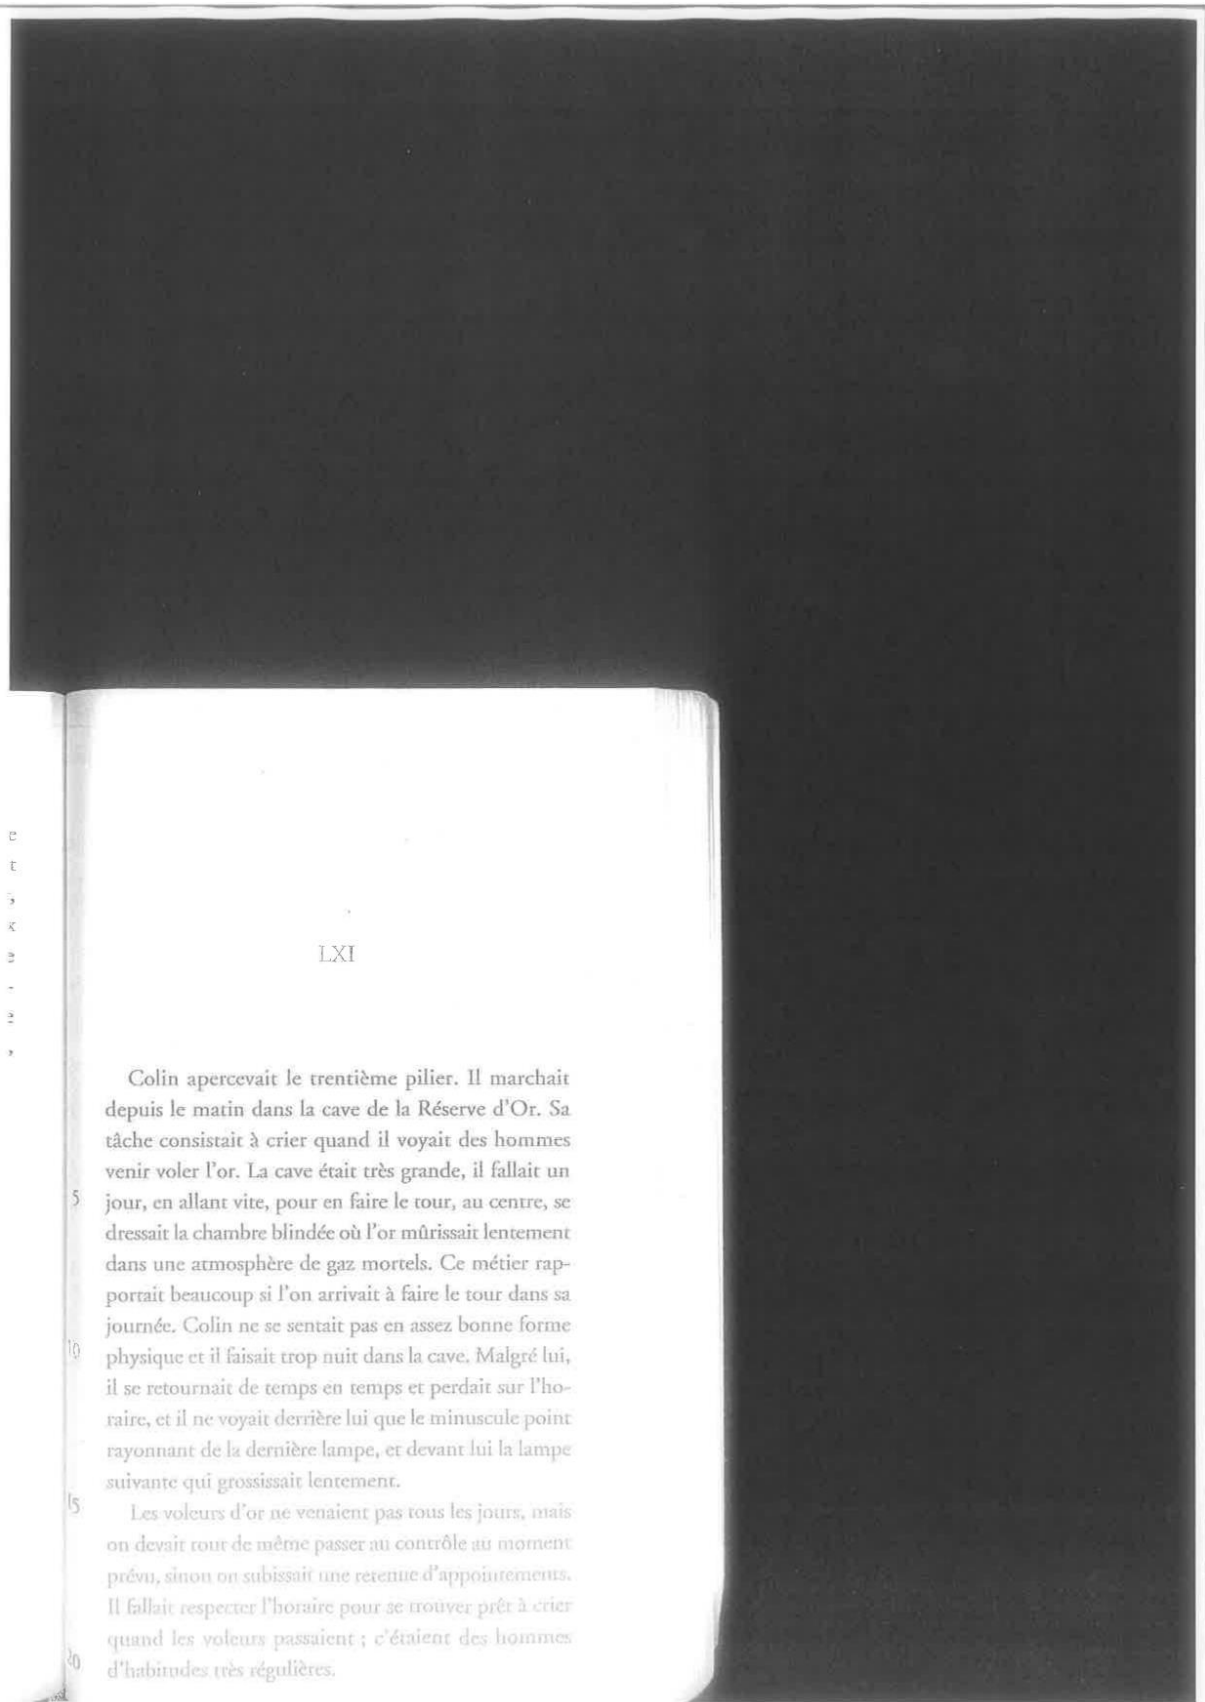 LXI
Colin apercevait le trentième pilier. Il marchait
depuis le matin dans la cave de la Réserve d'Or. Sa
tâche consistait à crier quand il voyait des hommes
venir voler l'or. La cave était très grande, il fallait un
5 jour, en allant vite, pour en faire le tour, au centre, se
dressait la chambre blindée où l'or mûrissait lentement
dans une atmosphère de gaz mortels. Ce métier rap-
portait beaucoup si l'on arrivait à faire le tour dans sa
journée. Colin ne se sentait pas en assez bonne forme
10 physique et il faisait trop nuit dans la cave. Malgré lui,
il se retournait de temps en temps et perdait sur l'ho-
raire, et il ne voyait derrière lui que le minuscule point
rayonnant de la dernière lampe, et devant lui la lampe
suivante qui grossissait lentement.
15 Les voleurs d'or ne venaient pas tous les jours, mais
on devait tout de même passer au contrôle au moment
prévu, sinon on subissait une retenue d'appointements.
Il fallait respecter l'horaire pour se trouver prêt à crier
quand les voleurs passaient ; c'étaient des hommes
20 d'habitudes très régulières.